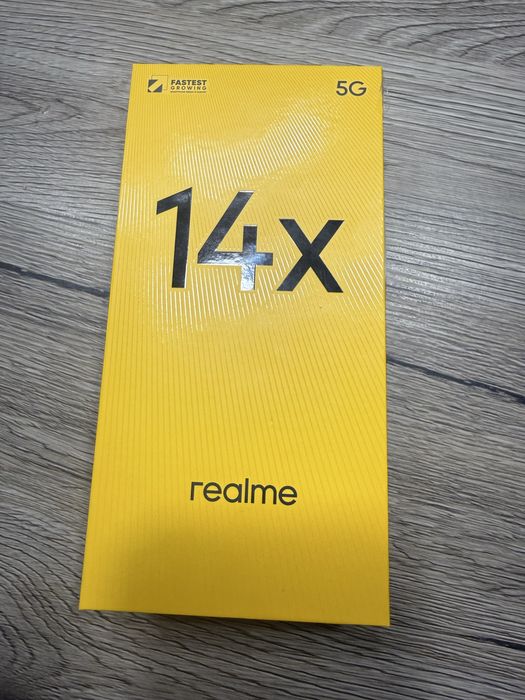 FASTEST
GROWING
5G
14x
realme